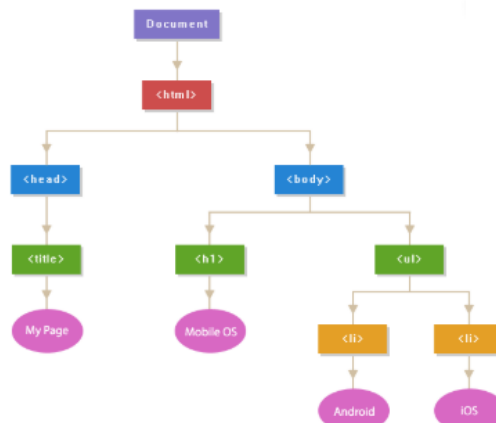 Document
<html>
<head>
<body>
<title>
<h1>
<ul>
My Page
Mobile OS
<li>
<li>
Android
iOS